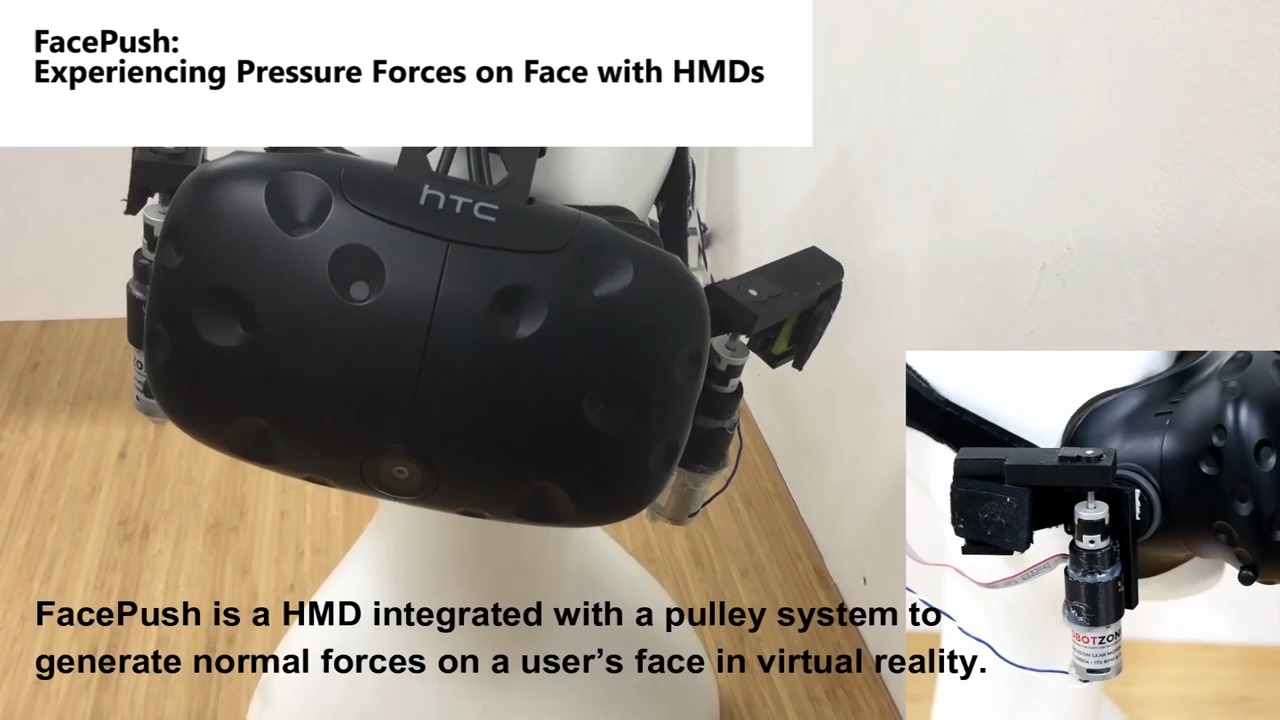 FacePush:
Experiencing Pressure Forces on Face with HMDs
hTC
FacePush is a HMD integrated with a pulley system to
generate normal forces on a user's face in virtual reality.